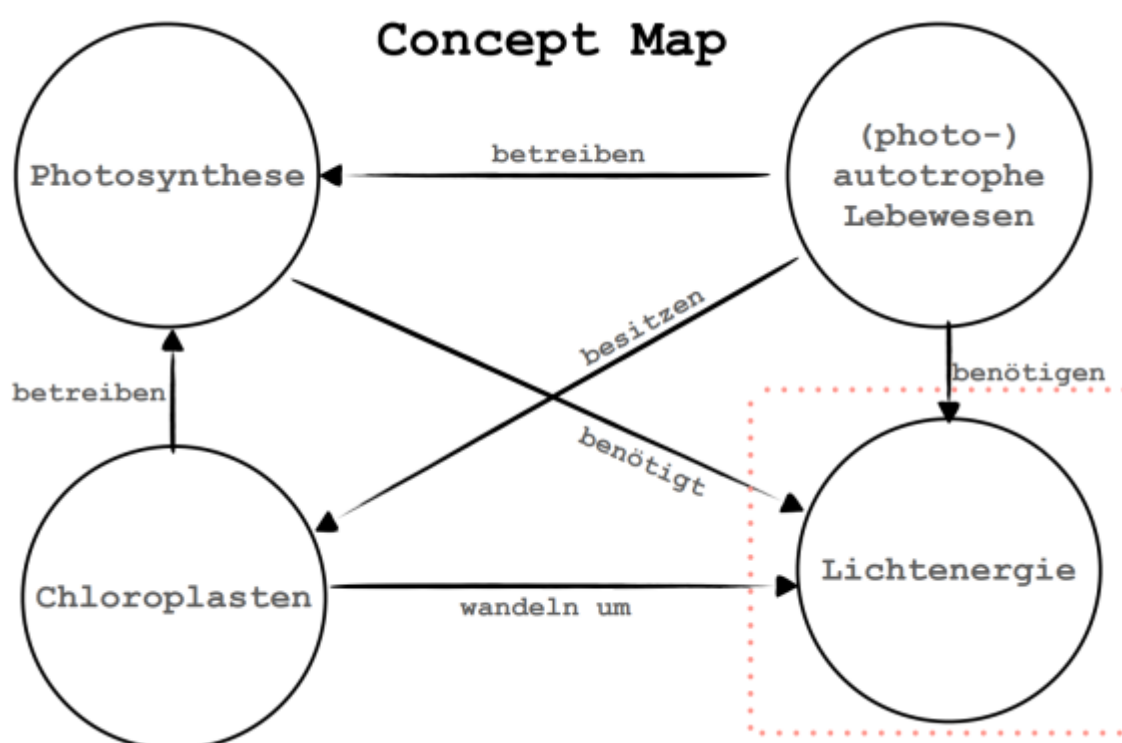 Concept Map
Photosynthese
betreiben
(photo-)
autotrophe
Lebewesen
besitzen
benötigen
betreiben
benötigt
Chloroplasten
wandeln um
Lichtenergie